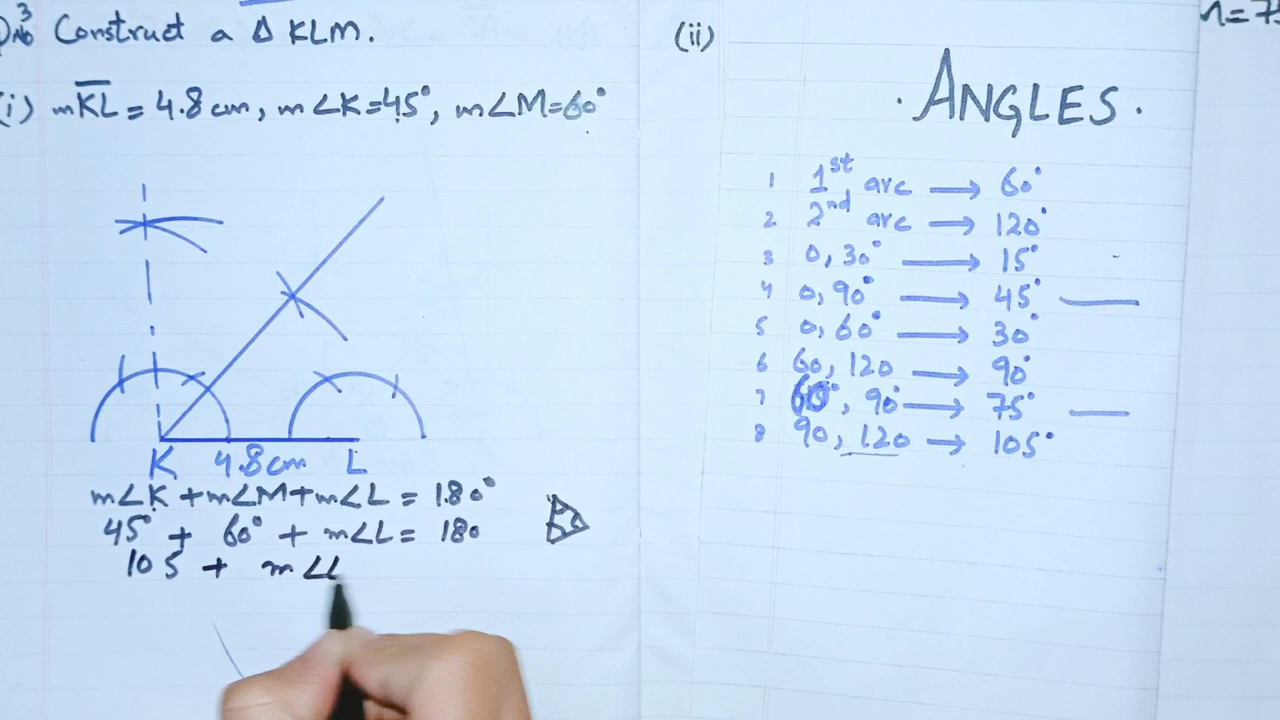 QNo 3 Construct a Δ KLM.
(i) mKL = 4.8 cm, m∠K=45°, m∠M=60°
K 4.8cm L
m∠K + m∠M + m∠L = 180°
45° + 60° + m∠L = 180
105 + m∠L
(ii)
. ANGLES .
1 1st arc → 60°
2 2nd arc → 120°
3 0, 30° → 15°
4 0, 90° → 45°
5 0, 60° → 30°
6 60, 120 → 90°
7 60°, 90° → 75°
8 90, 120 → 105°